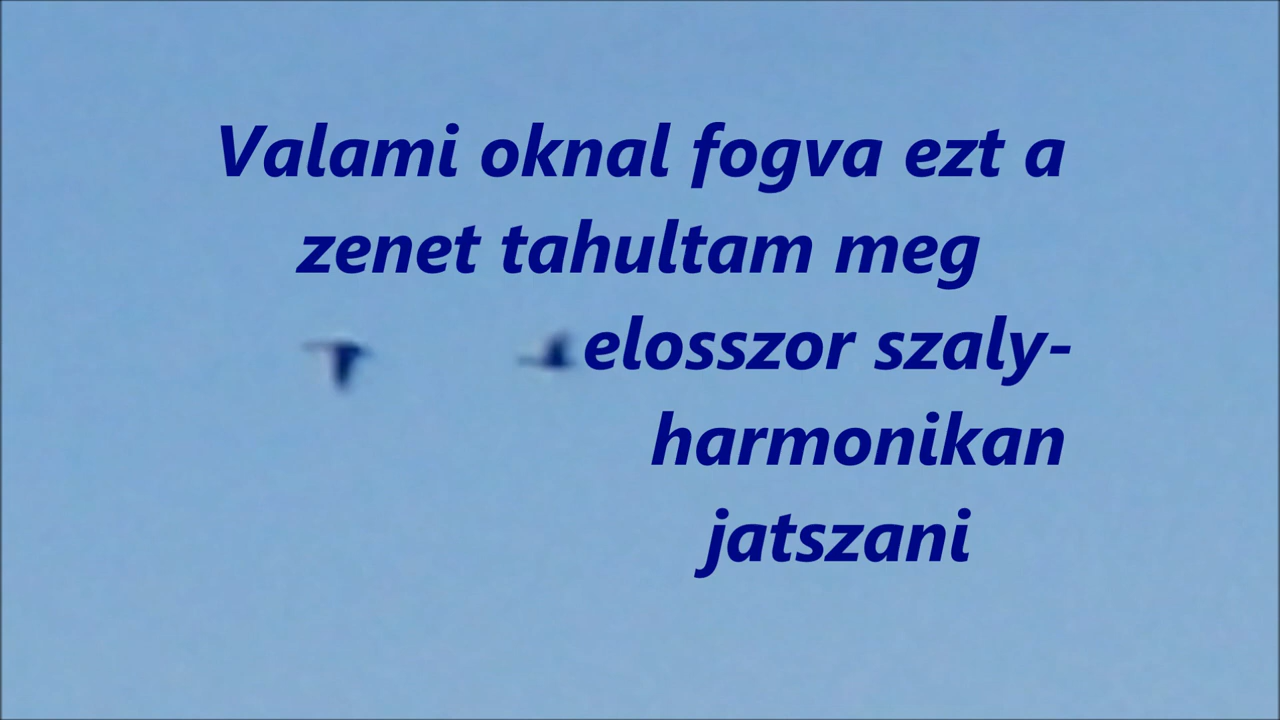 Valami oknal fogva ezt a
zenet tahultam meg
elosszor szaly-
harmonikan
jatszani